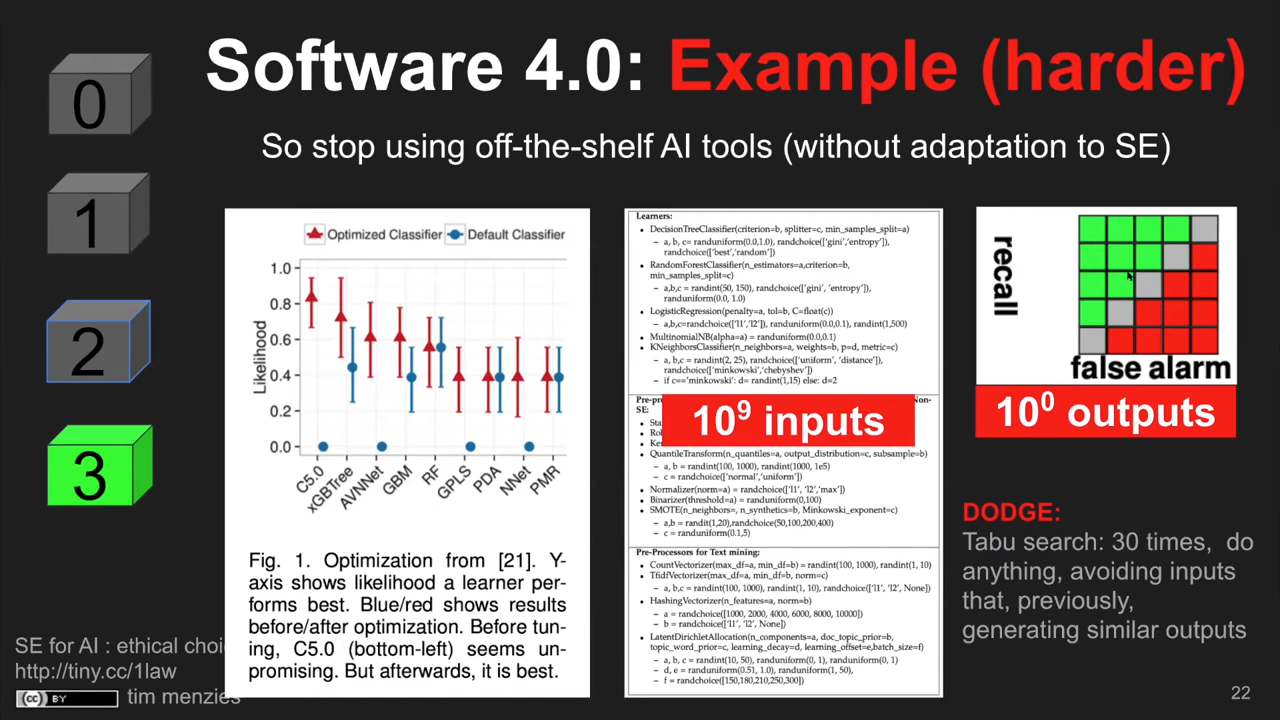 Software 4.0: Example (harder)
So stop using off-the-shelf AI tools (without adaptation to SE)
0
1
2
3
Optimized Classifier Default Classifier
Likelihood
1.0
0.8
0.6
0.4
0.2
0.0
C5.0
xGBTree
AVNNet
GBM
RF
GPLS
PDA
NNet
PMR
Fig. 1. Optimization from [21]. Y-
axis shows likelihood a learner per-
forms best. Blue/red shows results
before/after optimization. Before tun-
ing, C5.0 (bottom-left) seems un-
promising. But afterwards, it is best.
Learners:
• DecisionTreeClassifier(criterion=b, splitter=c, min_samples_split=a)
– a, b, c= randuniform(0.0,1.0), randchoice(['gini','entropy']),
randchoice(['best','random'])
• RandomForestClassifier(n_estimators=a,criterion=b,
min_samples_split=c)
– a,b,c = randint(50, 150), randchoice(['gini', 'entropy']),
randuniform(0.0, 1.0)
• LogisticRegression(penalty=a, tol=b, C=float(c))
– a,b,c=randchoice(['l1','l2']), randuniform(0.0,0.1), randint(1,500)
• MultinomialNB(alpha=a) = randuniform(0.0,0.1)
• KNeighborsClassifier(n_neighbors=a, weights=b, p=d, metric=c)
– a, b,c = randint(2, 25), randchoice(['uniform', 'distance']),
randchoice(['minkowski','chebyshev'])
– if c=='minkowski': d= randint(1,15) else: d=2
SE:
10⁹ inputs
• QuantileTransform(n_quantiles=a, output_distribution=c, subsample=b)
– a, b = randint(100, 1000), randint(1000, 1e5)
– c = randchoice(['normal','uniform'])
• Normalizer(norm=a) = randchoice(['l1', 'l2','max'])
• Binarizer(threshold=a) = randuniform(0,100)
• SMOTE(n_neighbors=, n_synthetics=b, Minkowski_exponent=c)
– a,b = randit(1,20),randchoice(50,100,200,400)
– c = randuniform(0.1,5)
Pre-Processors for Text mining:
• CountVectorizer(max_df=a, min_df=b) = randint(100, 1000), randint(1, 10)
• TfidfVectorizer(max_df=a, min_df=b, norm=c)
– a, b,c = randint(100, 1000), randint(1, 10), randchoice(['l1', 'l2', None])
• HashingVectorizer(n_features=a, norm=b)
– a = randchoice([1000, 2000, 4000, 6000, 8000, 10000])
– b = randchoice(['l1', 'l2', None])
• LatentDirichletAllocation(n_components=a, doc_topic_prior=b,
topic_word_prior=c, learning_decay=d, learning_offset=e,batch_size=f)
– a, b, c = randint(10, 50), randuniform(0, 1), randuniform(0, 1)
– d, e = randuniform(0.51, 1.0), randuniform(1, 50),
– f = randchoice([150,180,210,250,300])
recall
false alarm
10⁰ outputs
DODGE:
Tabu search: 30 times, do
anything, avoiding inputs
that, previously,
generating similar outputs
SE for AI : ethical
http://tiny.cc/1law
cc BY tim menzies
22